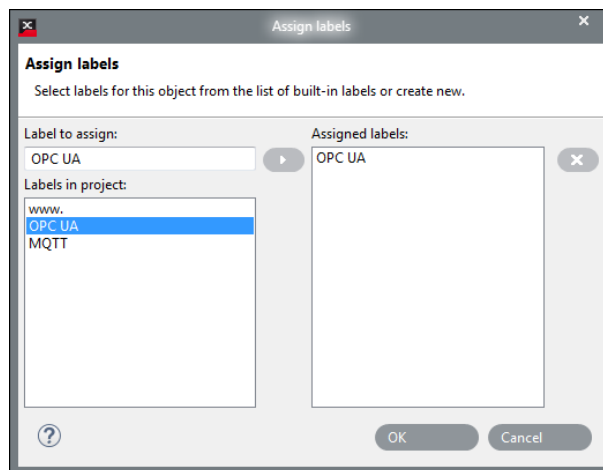 Assign labels
Assign labels
Select labels for this object from the list of built-in labels or create new.
Label to assign:
OPC UA
Labels in project:
www.
OPC UA
MQTT
Assigned labels:
OPC UA
?
OK
Cancel